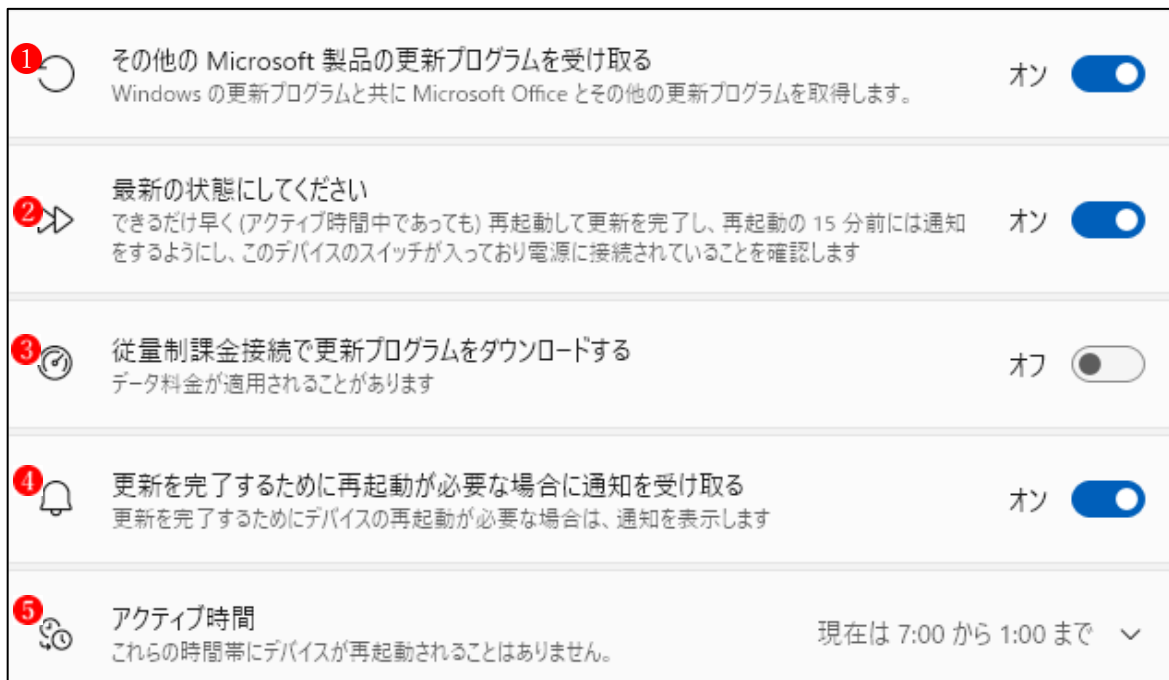 1
その他の Microsoft 製品の更新プログラムを受け取る
オン
Windows の更新プログラムと共に Microsoft Office とその他の更新プログラムを取得します。
2
最新の状態にしてください
できるだけ早く (アクティブ時間中であっても) 再起動して更新を完了し、再起動の 15 分前には通知
オン
をするようにし、このデバイスのスイッチが入っており電源に接続されていることを確認します
3
従量制課金接続で更新プログラムをダウンロードする
オフ
データ料金が適用されることがあります
4
更新を完了するために再起動が必要な場合に通知を受け取る
オン
更新を完了するためにデバイスの再起動が必要な場合は、通知を表示します
5
アクティブ時間
現在は 7:00 から 1:00 まで
これらの時間帯にデバイスが再起動されることはありません。